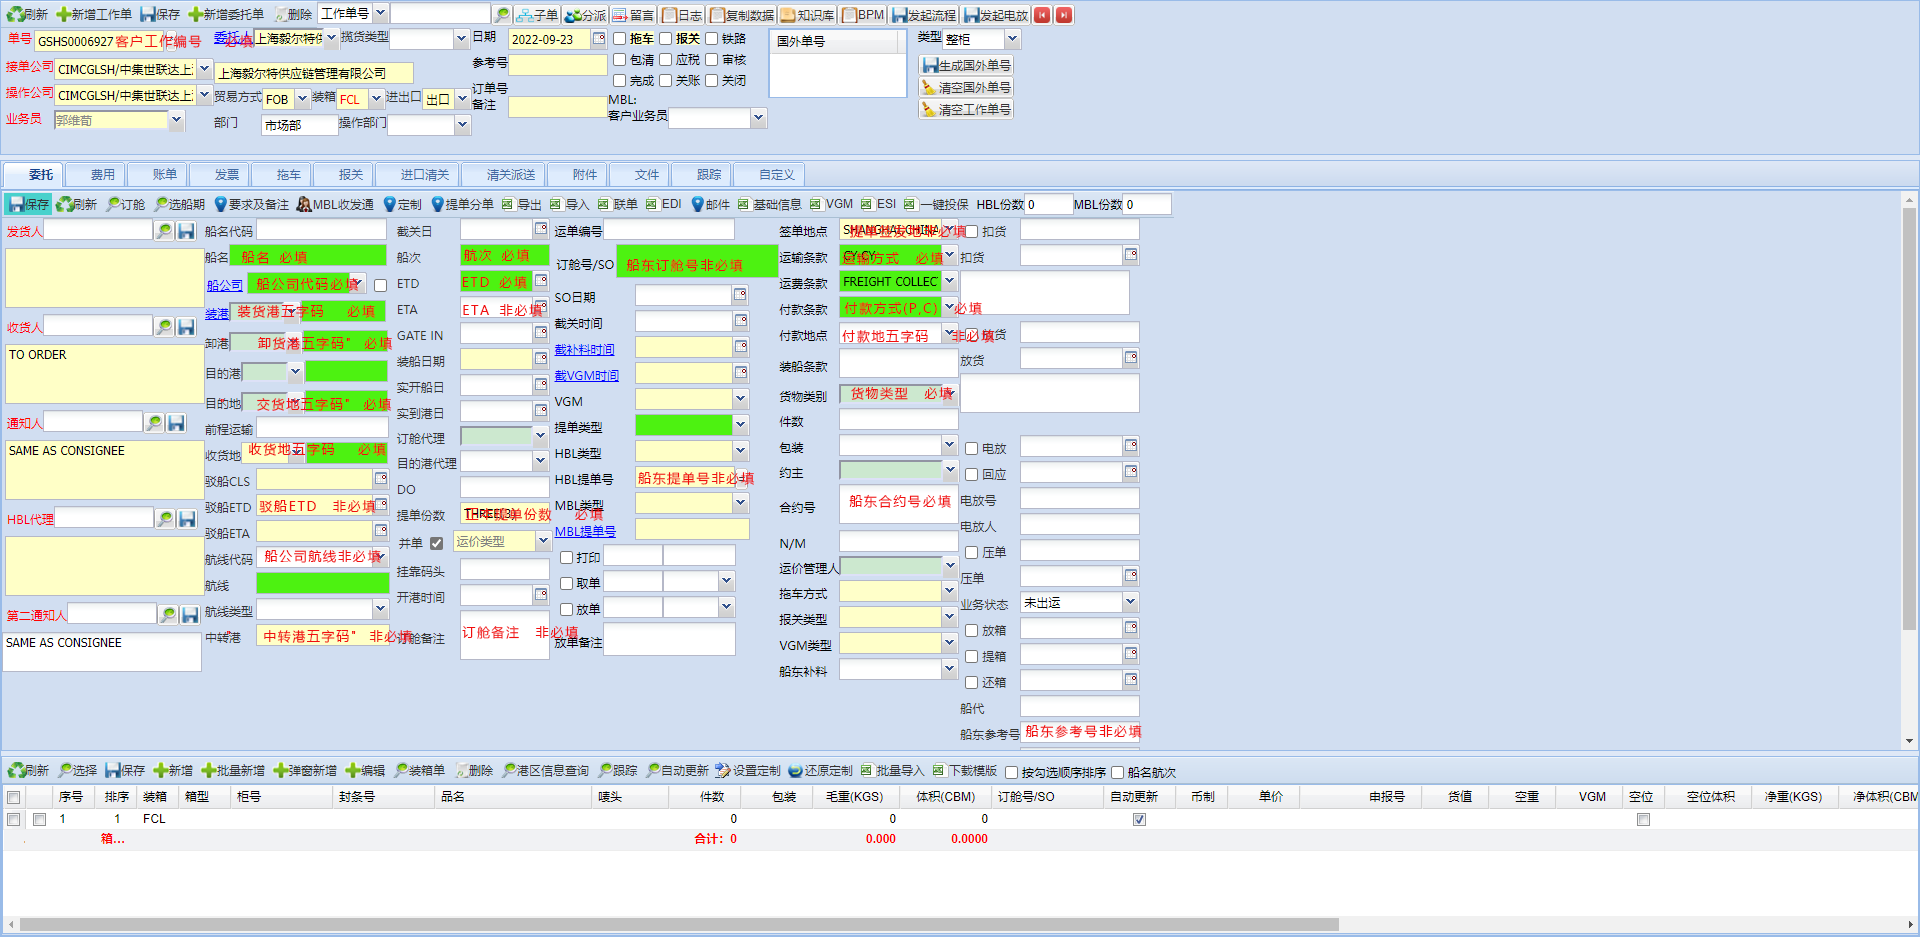 刷新 新增工作单 保存 新增委托单 删除 工作单号 子单 分派 留言 日志 复制数据 知识库 BPM 发起流程 发起电放
单号 GSHS0006927 客户工作编号 必填 委托人 上海毅尔特供 揽货类型 日期 2022-09-23 拖车 报关 铁路 国外单号 类型 整柜
接单公司 CIMCGLSH/中集世联达上海 上海毅尔特供应链管理有限公司 参考号 包清 应税 审核 生成国外单号
操作公司 CIMCGLSH/中集世联达上海 贸易方式 FOB 装箱 FCL 进出口 出口 订单号 完成 关账 关闭 清空国外单号
业务员 郭维荀 部门 市场部 操作部门 备注 MBL: 客户业务员 清空工作单号
委托 费用 账单 发票 拖车 报关 进口清关 清关派送 附件 文件 跟踪 自定义
保存 刷新 订舱 选船期 要求及备注 MBL收发通 定制 提单分单 导出 导入 联单 EDI 邮件 基础信息 VGM ESI 一键投保 HBL份数 0 MBL份数 0
发货人 船名代码 截关日 运单编号 签单地点 SHANGHAI,CHINA 提单签发地非必填 扣货
船名 船名 必填 船次 航次 必填 订舱号/SO 船东订舱号非必填 运输条款 CY-CY 运输方式 必填 扣货
船公司 船公司代码必填 ETD ETD 必填 SO日期 运费条款 FREIGHT COLLECT
装港 装货港五字码 必填 ETA ETA 非必填 截关时间 付款条款 付款方式(P,C) 必填
收货人 卸港 卸货港五字码" 必填 GATE IN 截补料时间 付款地点 付款地五字码 非必填 放货
TO ORDER 目的港 装船日期 截VGM时间 装船条款 放货
目的地 交货地五字码" 必填 实开船日 VGM 货物类别 货物类型 必填
通知人 前程运输 实到港日 提单类型 件数
SAME AS CONSIGNEE 收货地 收货地五字码 必填 订舱代理 HBL类型 包装 电放
驳船CLS 目的港代理 HBL提单号 船东提单号非必填 约主 回应
HBL代理 驳船ETD 驳船ETD 非必填 DO MBL类型 合约号 船东合约号必填 电放号
驳船ETA 提单份数 THREE(3) 正本提单份数 必填 MBL提单号 N/M 电放人
航线代码 船公司航线非必填 并单 运价类型 打印 运价管理人 压单
航线 挂靠码头 取单 拖车方式 压单
第二通知人 航线类型 开港时间 放单 报关类型 业务状态 未出运
SAME AS CONSIGNEE 中转港 中转港五字码" 非必填 订舱备注 订舱备注 非必填 放单备注 VGM类型 放箱
船东补料 提箱
还箱
船代
船东参考号 船东参考号非必填
刷新 选择 保存 新增 批量新增 弹窗新增 编辑 装箱单 删除 港区信息查询 跟踪 自动更新 设置定制 还原定制 批量导入 下载模版 按勾选顺序排序 船名航次
序号 排序 装箱 箱型 柜号 封条号 品名 唛头 件数 包装 毛重(KGS) 体积(CBM) 订舱号/SO 自动更新 币制 单价 申报号 货值 空重 VGM 空位 空位体积 净重(KGS) 净体积(CBM
1 1 FCL 0 0 0
箱... 合计：0 0.000 0.0000